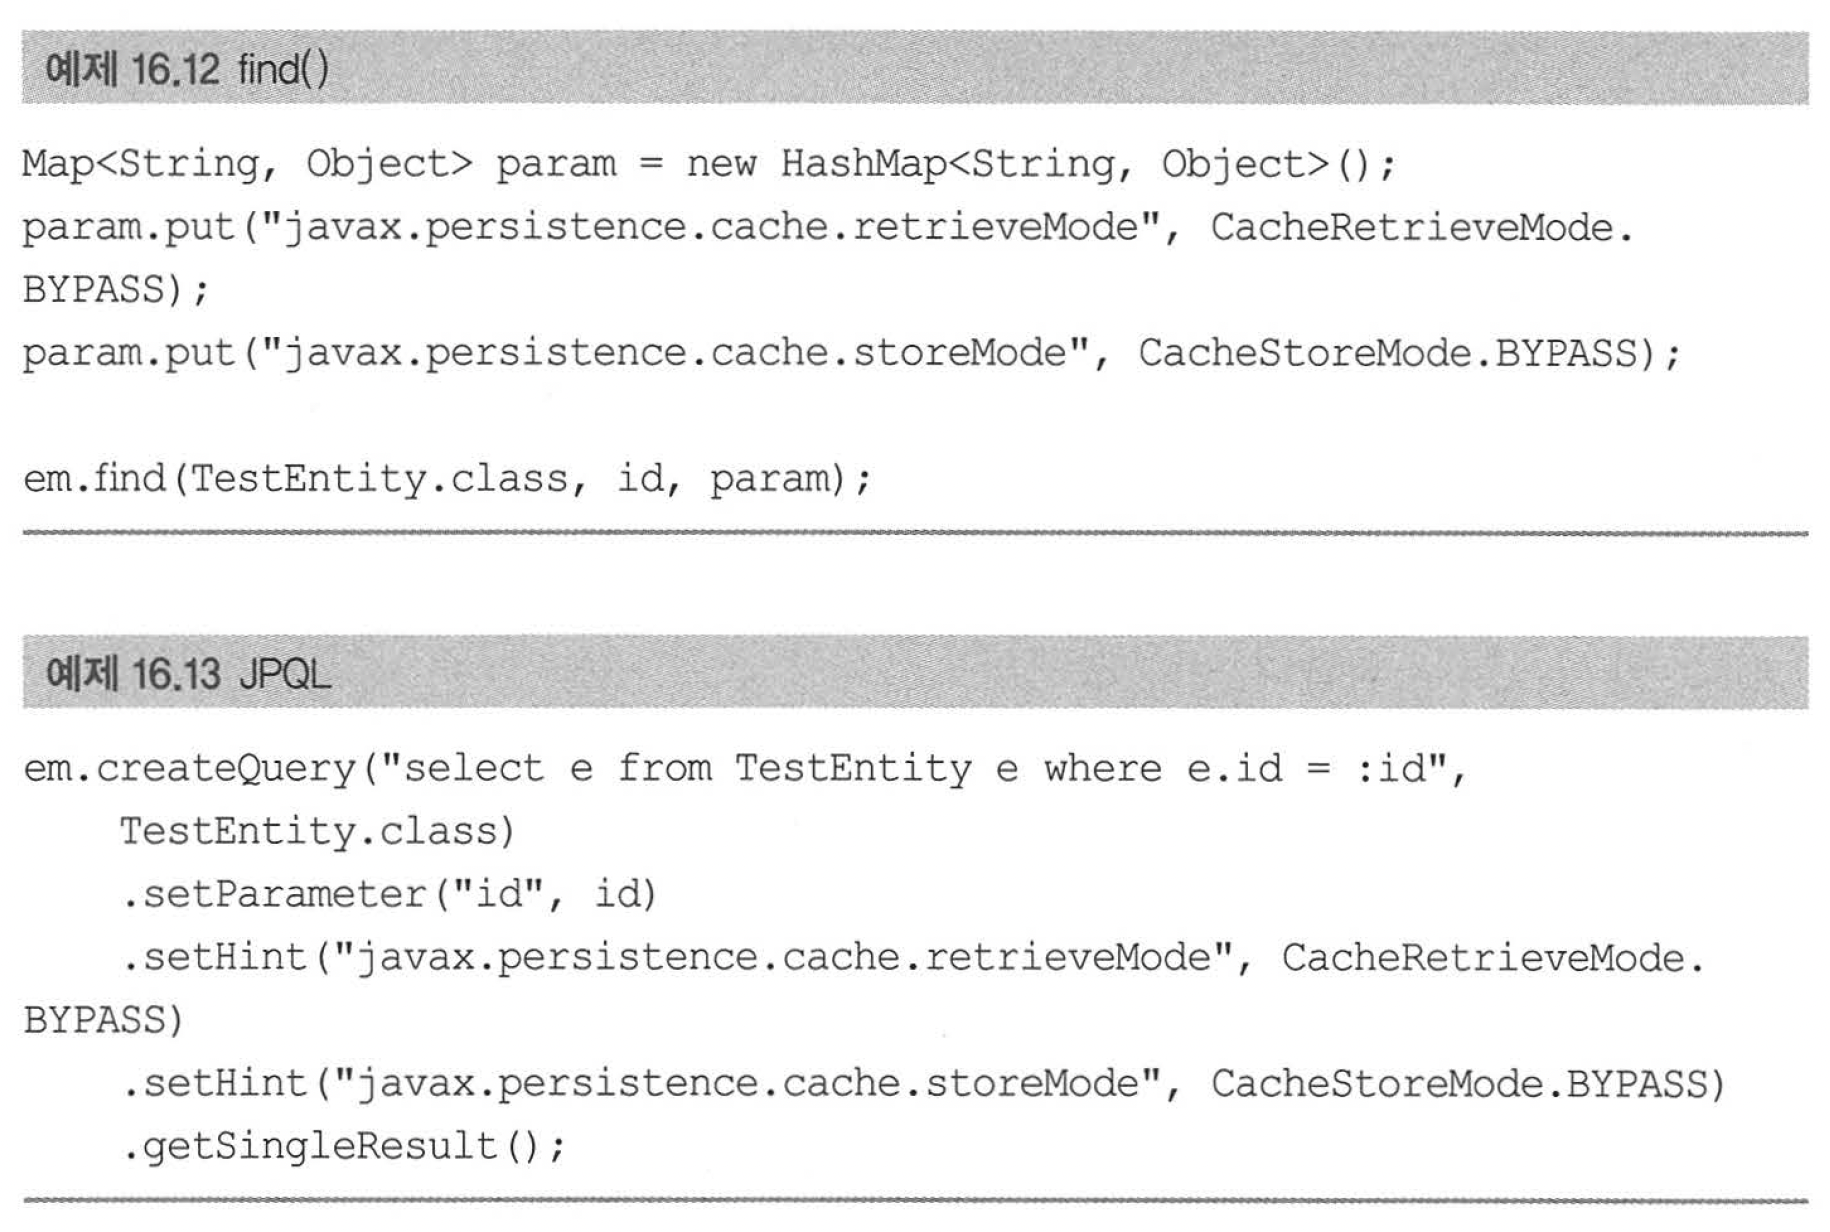 예제 16.12 find()
Map<String, Object> param = new HashMap<String, Object>();
param.put("javax.persistence.cache.retrieveMode", CacheRetrieveMode.
BYPASS);
param.put("javax.persistence.cache.storeMode", CacheStoreMode.BYPASS);
em.find(TestEntity.class, id, param);
예제 16.13 JPQL
em.createQuery("select e from TestEntity e where e.id = :id",
TestEntity.class)
.setParameter("id", id)
.setHint("javax.persistence.cache.retrieveMode", CacheRetrieveMode.
BYPASS)
.setHint("javax.persistence.cache.storeMode", CacheStoreMode.BYPASS)
.getSingleResult();